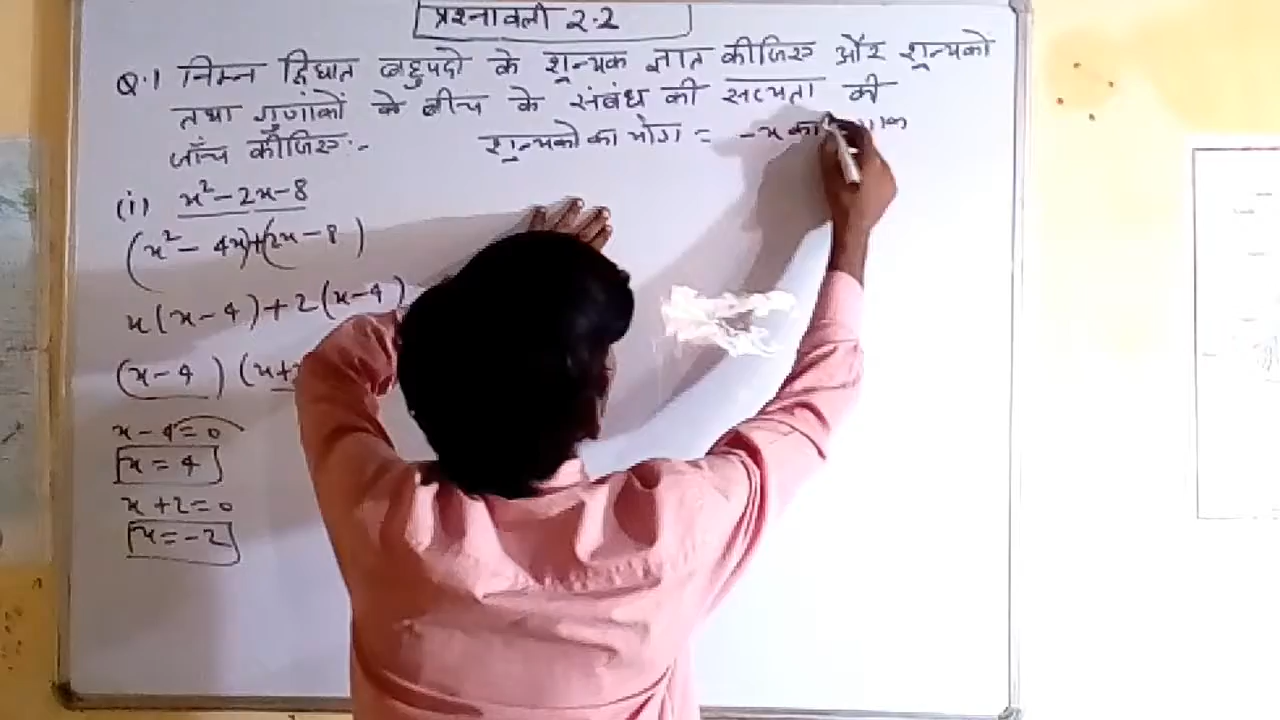 प्रश्नावली 2.2
Q.1 निम्न द्विघात बहुपदो के शून्यक ज्ञात कीजिए और शून्यको
तथा गुणांकों के बीच के संबंध की सत्यता की
जाँच कीजिए :-
शून्यको का योग = -x का
(i) x² - 2x - 8
(x² - 4x)+(2x - 8)
x(x-4)+2(x-4)
(x-4) (x+
x - 4 = 0
x = 4
x + 2 = 0
x = -2